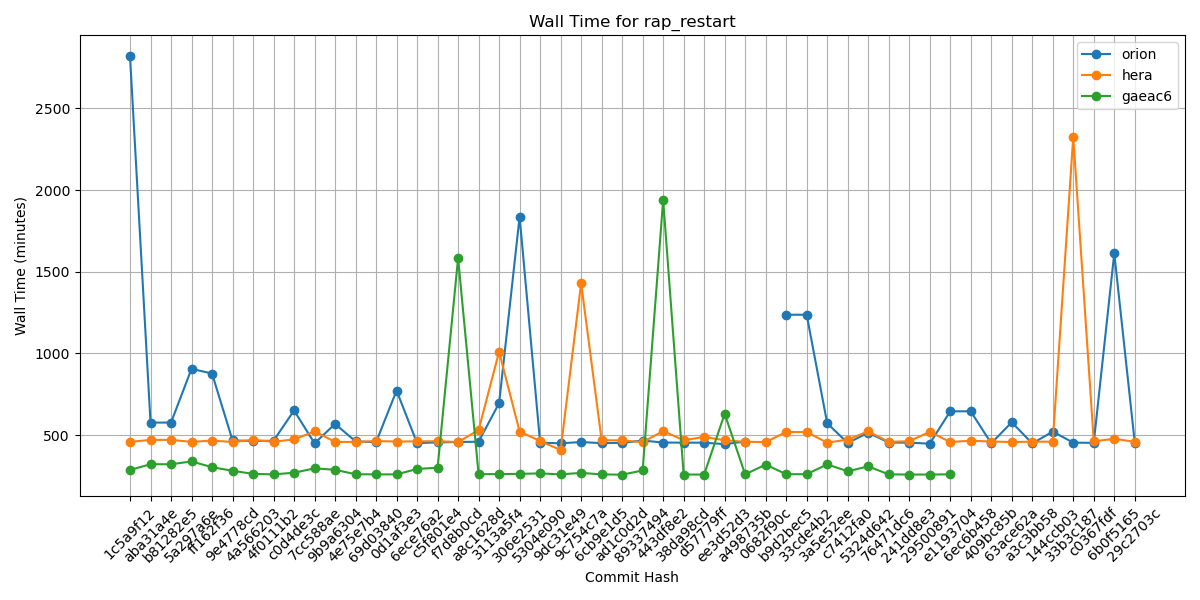 Wall Time for rap_restart
orion
hera
gaeac6
Wall Time (minutes)
2500
2000
1500
1000
500
1c5a9f12
aba31a4e
b81282e5
5a297a6e
ff162f36
9e4778cd
4a566203
4f0111b2
c0d4de3c
7cc588ae
9b9a6304
4e75e7b4
69d03840
0d1af3e3
6ece76a2
c5f801e4
f7d8b0cd
a8c1628d
3113a5f4
306e2531
5304e090
9dc31e49
9c754c7a
6cb9e1d5
ad1c0d2d
89337494
443df8e2
38da98cd
d57779ff
ee3d52d3
a498735b
0682f90c
b9d2bec5
33cde4b2
3a5e52ee
c7412fa0
5324d642
76471dc6
241dd8e3
29500891
e1193704
6ec6b458
409bc85b
63ace62a
a3c3bb58
144ccb03
33b3c187
c0367fdf
6b0f5165
29c2703c
Commit Hash